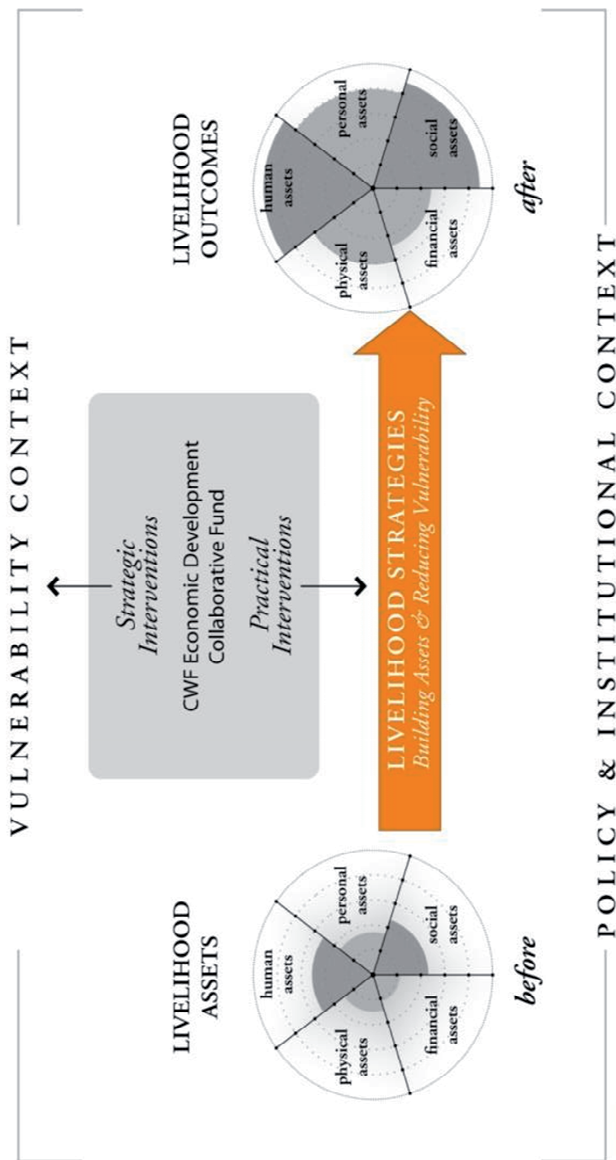 VULNERABILITY CONTEXT
LIVELIHOOD
ASSETS
human
assets
personal
assets
social
assets
financial
assets
physical
assets
before
Strategic
Interventions
CWF Economic Development
Collaborative Fund
Practical
Interventions
LIVELIHOOD STRATEGIES
Building Assets & Reducing Vulnerability
LIVELIHOOD
OUTCOMES
human
assets
personal
assets
social
assets
financial
assets
physical
assets
after
POLICY & INSTITUTIONAL CONTEXT